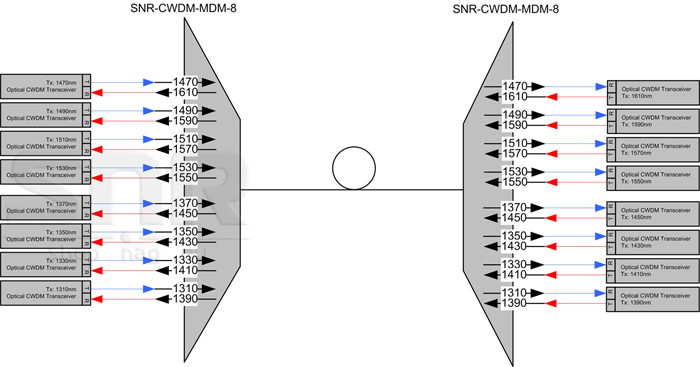 SNR-CWDM-MDM-8
SNR-CWDM-MDM-8
Tx: 1470nm
Optical CWDM Transceiver
T
R
1470
1610
Tx: 1490nm
Optical CWDM Transceiver
T
R
1490
1590
Tx: 1510nm
Optical CWDM Transceiver
T
R
1510
1570
Tx: 1530nm
Optical CWDM Transceiver
T
R
1530
1550
Tx: 1370nm
Optical CWDM Transceiver
T
R
1370
1450
Tx: 1350nm
Optical CWDM Transceiver
T
R
1350
1430
Tx: 1330nm
Optical CWDM Transceiver
T
R
1330
1410
Tx: 1310nm
Optical CWDM Transceiver
T
R
1310
1390
SNR
1470
1610
R
T
Optical CWDM Transceiver
Tx: 1610nm
1490
1590
R
T
Optical CWDM Transceiver
Tx: 1590nm
1510
1570
R
T
Optical CWDM Transceiver
Tx: 1570nm
1530
1550
R
T
Optical CWDM Transceiver
Tx: 1550nm
1370
1450
R
T
Optical CWDM Transceiver
Tx: 1450nm
1350
1430
R
T
Optical CWDM Transceiver
Tx: 1430nm
1330
1410
R
T
Optical CWDM Transceiver
Tx: 1410nm
1310
1390
R
T
Optical CWDM Transceiver
Tx: 1390nm